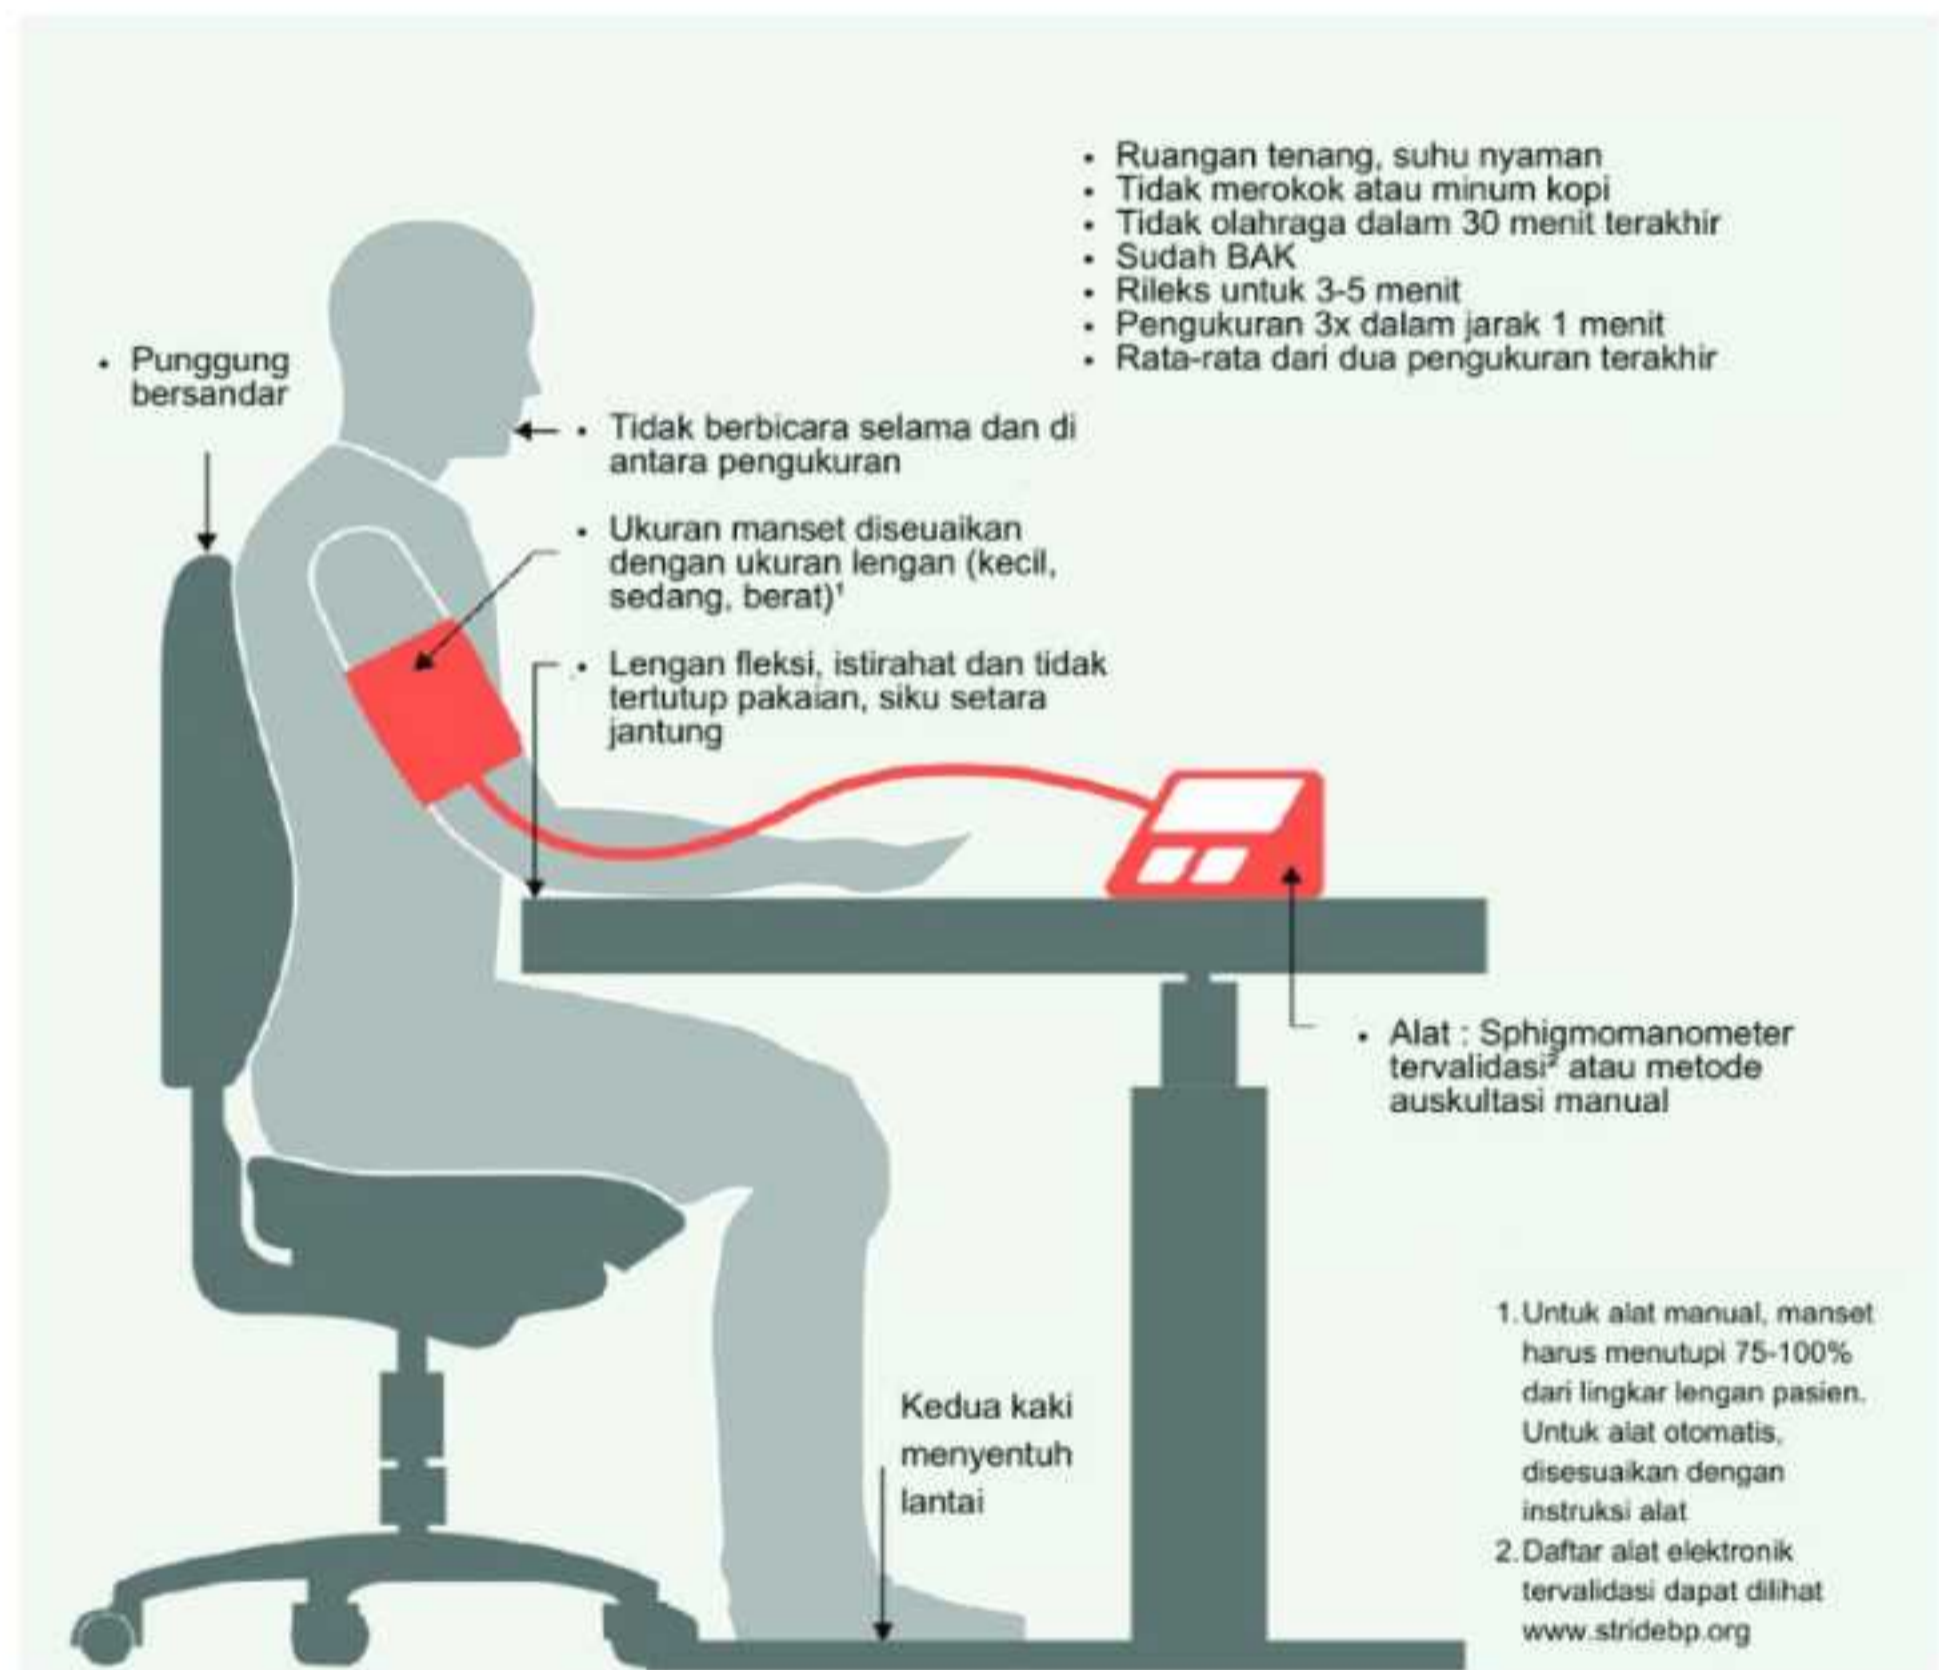 • Ruangan tenang, suhu nyaman
• Tidak merokok atau minum kopi
• Tidak olahraga dalam 30 menit terakhir
• Sudah BAK
• Rileks untuk 3-5 menit
• Pengukuran 3x dalam jarak 1 menit
• Rata-rata dari dua pengukuran terakhir
• Punggung
bersandar
• Tidak berbicara selama dan di
antara pengukuran
• Ukuran manset diseuaikan
dengan ukuran lengan (kecil,
sedang, berat)¹
• Lengan fleksi, istirahat dan tidak
tertutup pakaian, siku setara
jantung
• Alat : Sphigmomanometer
tervalidasi² atau metode
auskultasi manual
Kedua kaki
menyentuh
lantai
1. Untuk alat manual, manset
harus menutupi 75-100%
dari lingkar lengan pasien.
Untuk alat otomatis,
disesuaikan dengan
instruksi alat
2. Daftar alat elektronik
tervalidasi dapat dilihat
www.stridebp.org